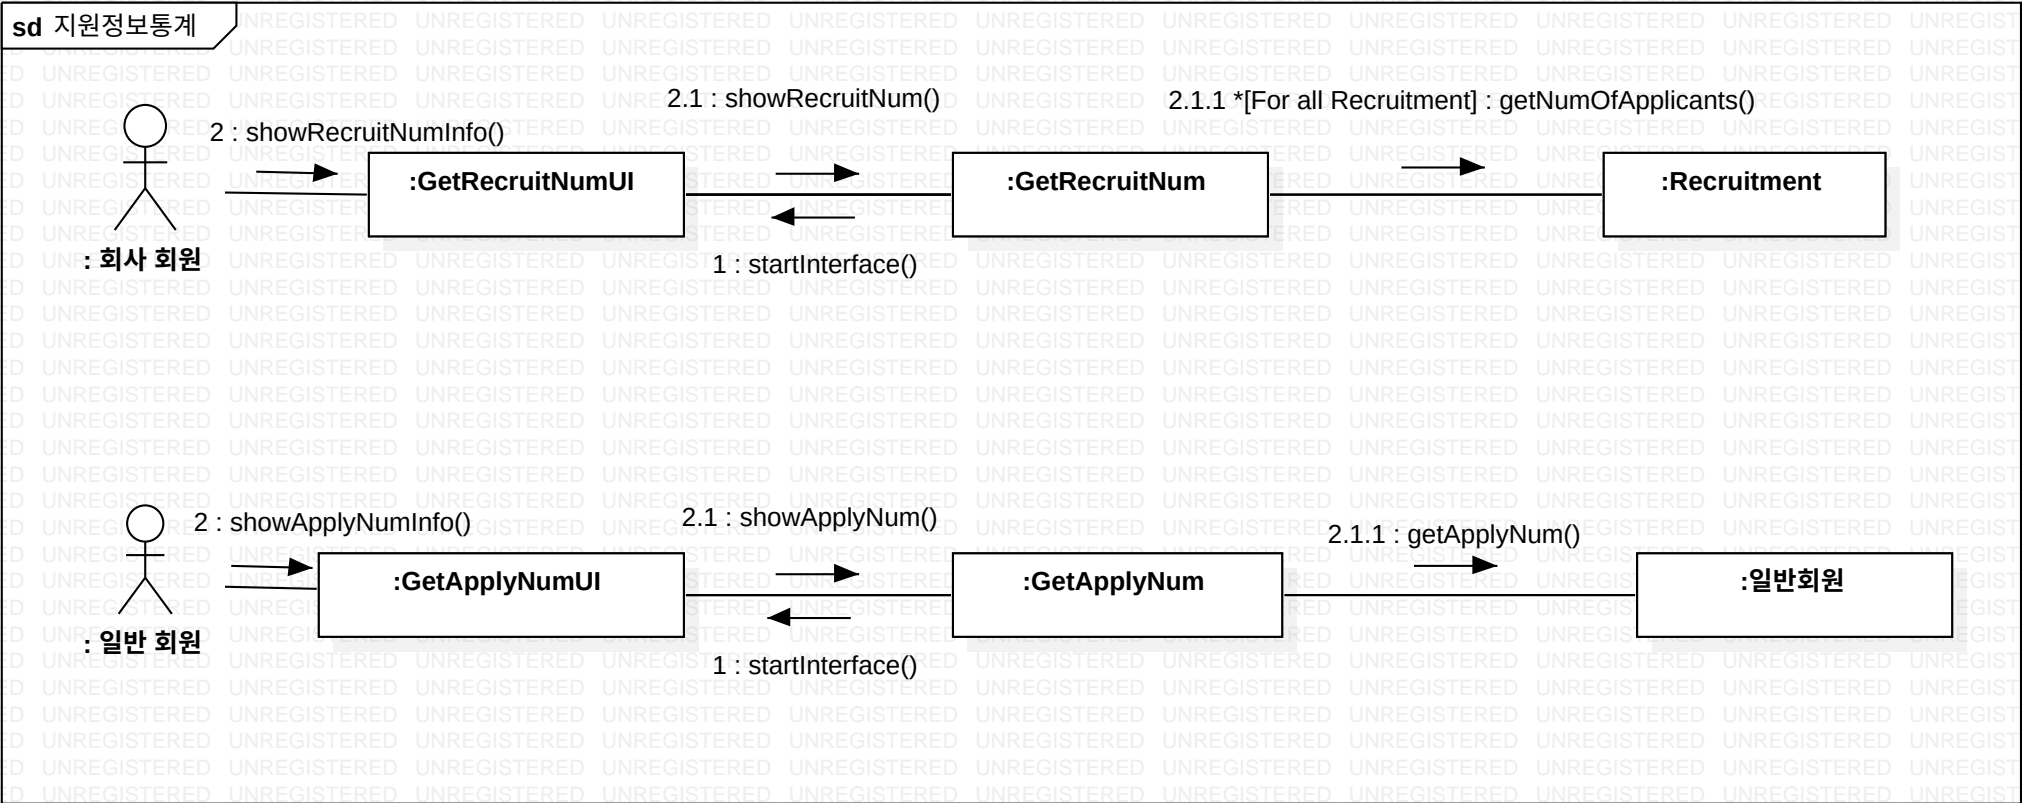 sd 지원정보통계
2.1 : showRecruitNum()
2.1.1 *[For all Recruitment] : getNumOfApplicants()
2 : showRecruitNumInfo()
:GetRecruitNumUI
:GetRecruitNum
:Recruitment
: 회사 회원
1 : startInterface()
2 : showApplyNumInfo()
2.1 : showApplyNum()
2.1.1 : getApplyNum()
:GetApplyNumUI
:GetApplyNum
:일반회원
: 일반 회원
1 : startInterface()
UNREGISTERED